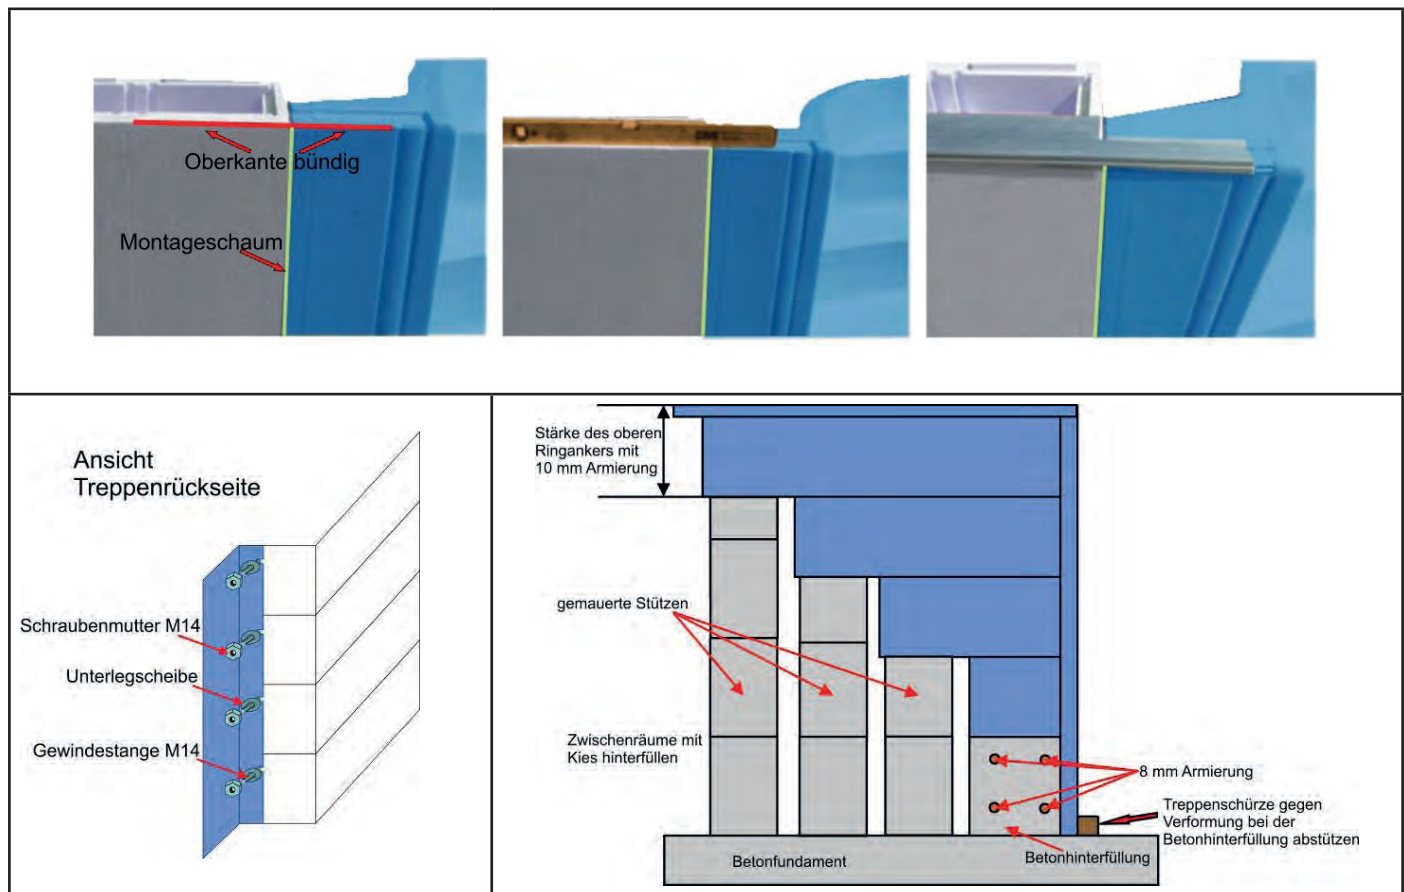 Oberkante bündig
Montageschaum
Ansicht
Treppenrückseite
Schraubenmutter M14
Unterlegscheibe
Gewindestange M14
Stärke des oberen
Ringankers mit
10 mm Armierung
gemauerte Stützen
Zwischenräume mit
Kies hinterfüllen
8 mm Armierung
Treppenschürze gegen
Verformung bei der
Betonhinterfüllung abstützen
Betonfundament
Betonhinterfüllung